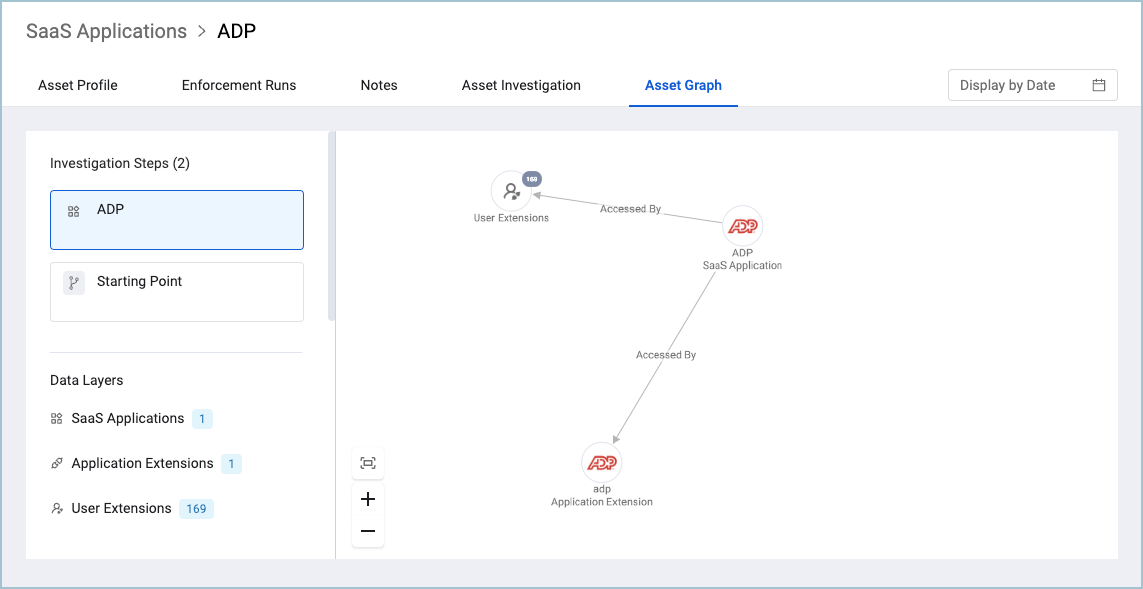 SaaS Applications > ADP
Asset Profile
Enforcement Runs
Notes
Asset Investigation
Asset Graph
Display by Date
Investigation Steps (2)
ADP
Starting Point
Data Layers
SaaS Applications 1
Application Extensions 1
User Extensions 169
169
User Extensions
Accessed By
ADP
ADP
SaaS Application
Accessed By
ADP
adp
Application Extension